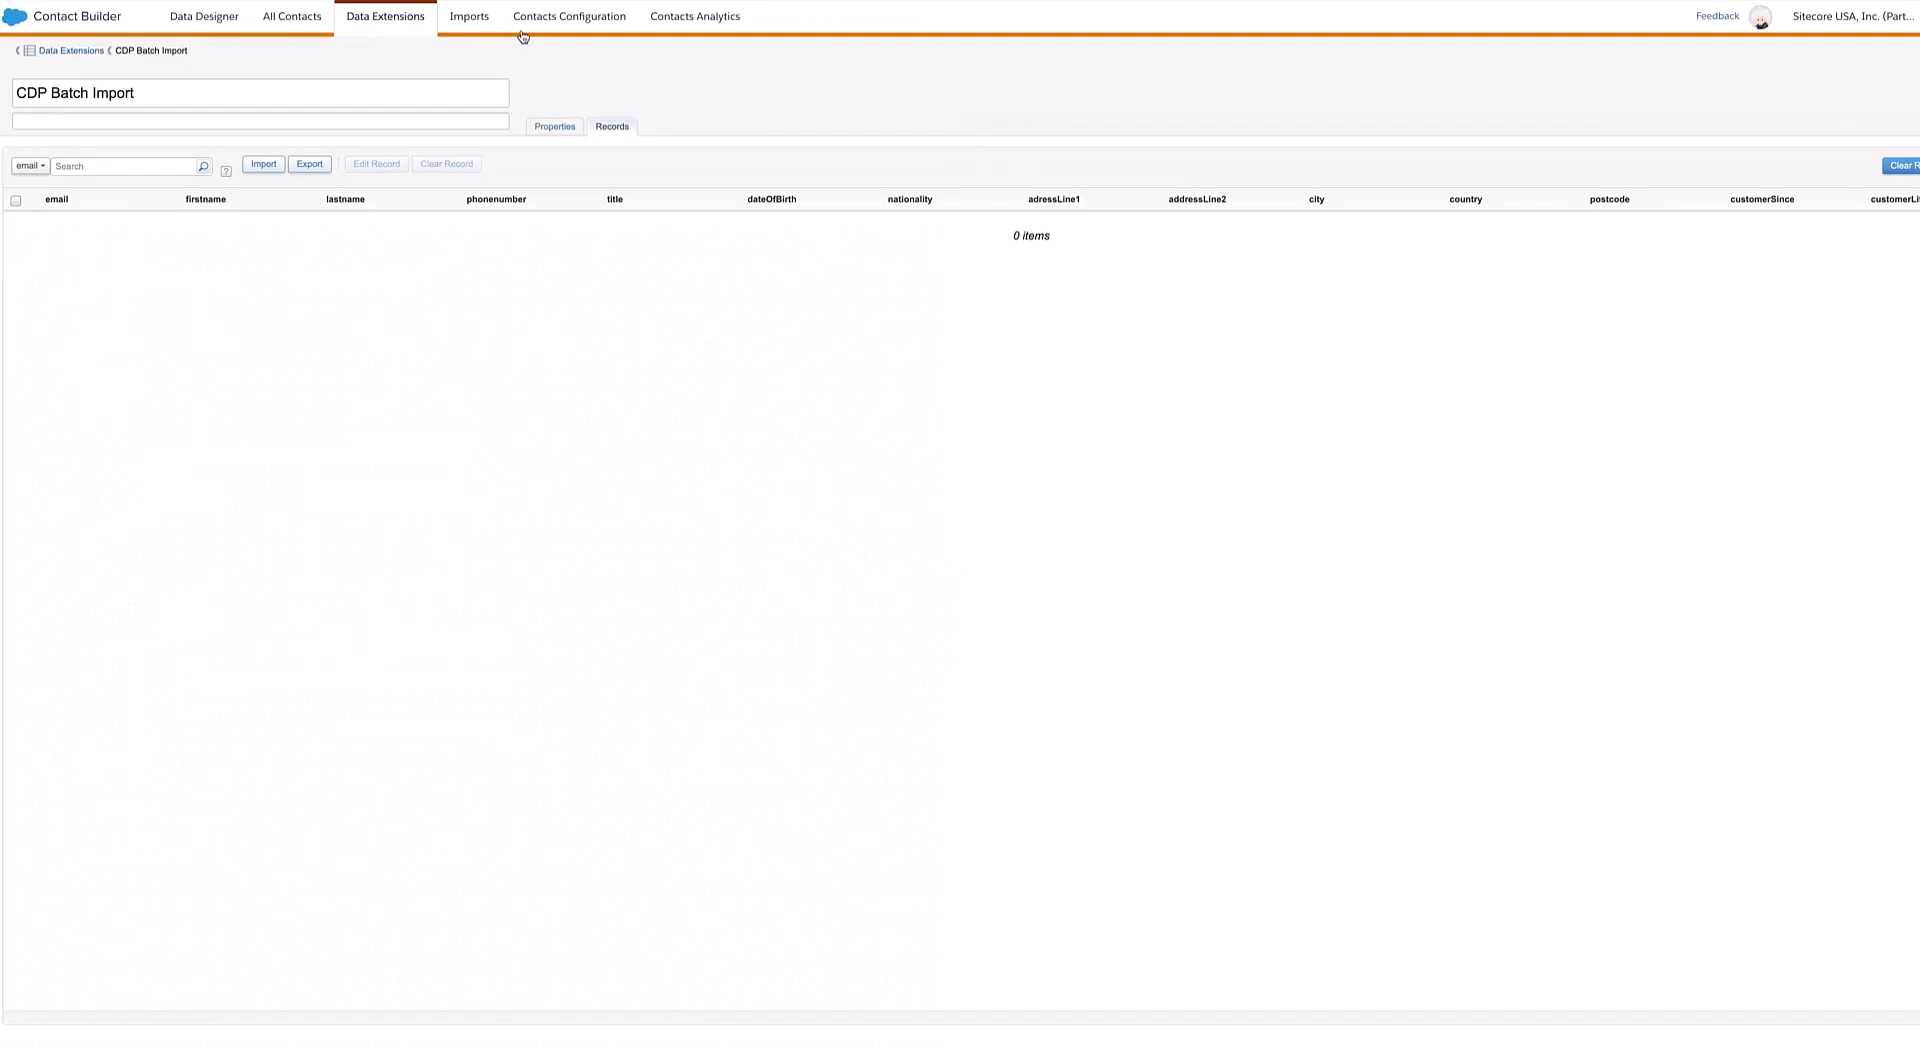 Contact Builder Data Designer All Contacts Data Extensions Imports Contacts Configuration Contacts Analytics Feedback Sitecore USA, Inc. (Part...
Data Extensions CDP Batch Import
CDP Batch Import
Properties Records
email Search ? Import Export Edit Record Clear Record Clear R
email firstname lastname phonenumber title dateOfBirth nationality adressLine1 addressLine2 city country postcode customerSince customerLi
0 items